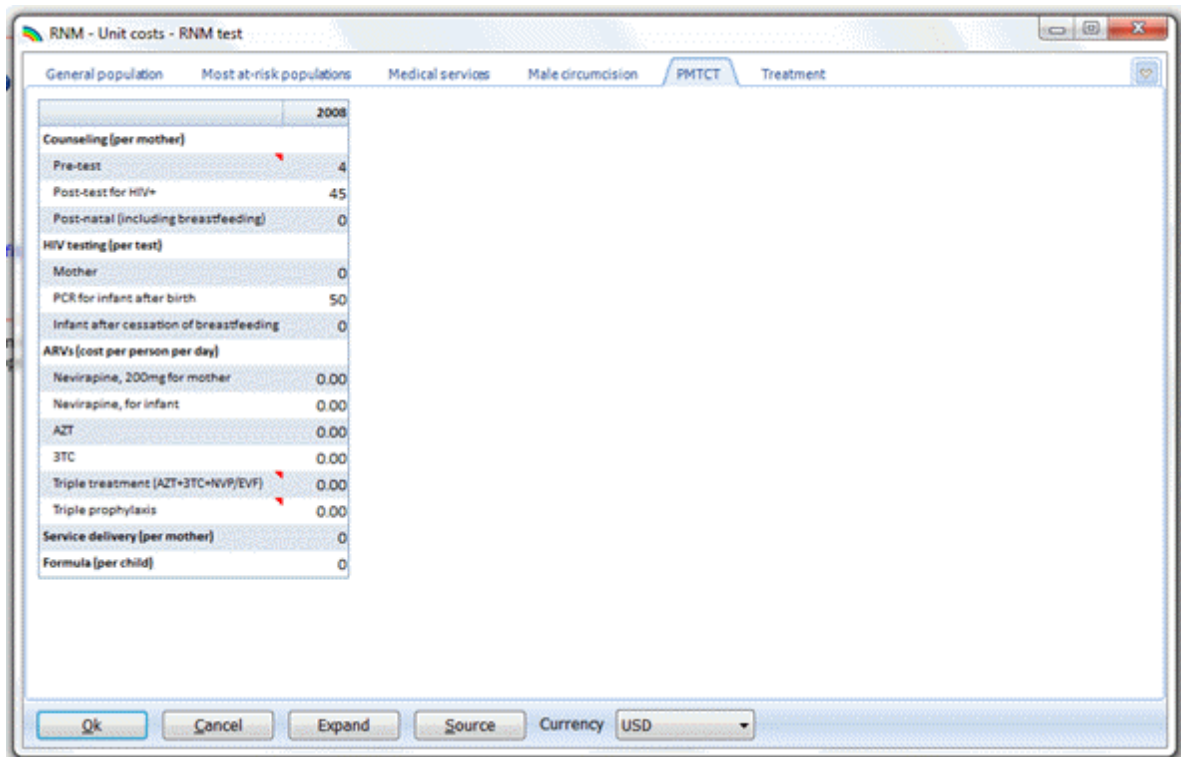 RNM - Unit costs - RNM test
General population Most at-risk populations Medical services Male circumcision PMTCT Treatment
2008
Counseling (per mother)
Pre-test 4
Post-test for HIV+ 45
Post-natal (including breastfeeding) 0
HIV testing (per test)
Mother 0
PCR for infant after birth 50
Infant after cessation of breastfeeding 0
ARVs (cost per person per day)
Nevirapine, 200mg for mother 0.00
Nevirapine, for infant 0.00
AZT 0.00
3TC 0.00
Triple treatment (AZT+3TC+NVP/EVF) 0.00
Triple prophylaxis 0.00
Service delivery (per mother) 0
Formula (per child) 0
Ok Cancel Expand Source Currency USD